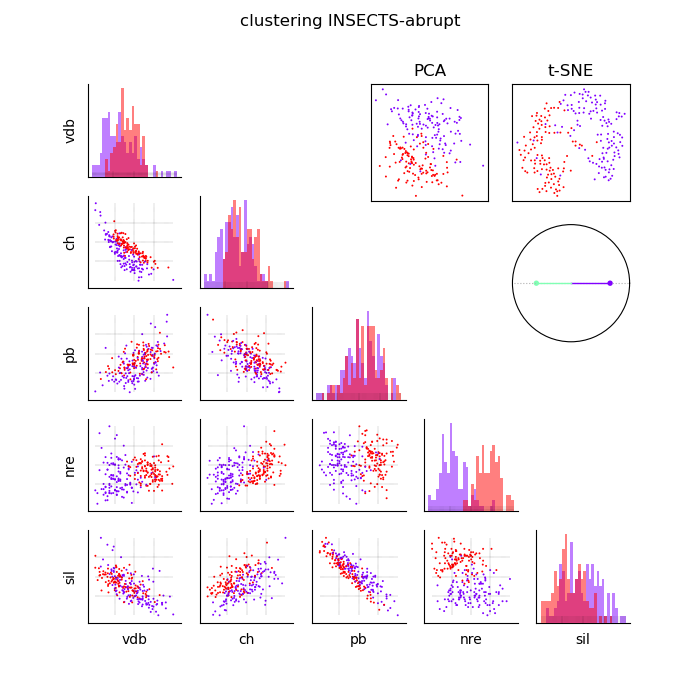 clustering INSECTS-abrupt
PCA
t-SNE
vdb
ch
pb
nre
sil
vdb
ch
pb
nre
sil